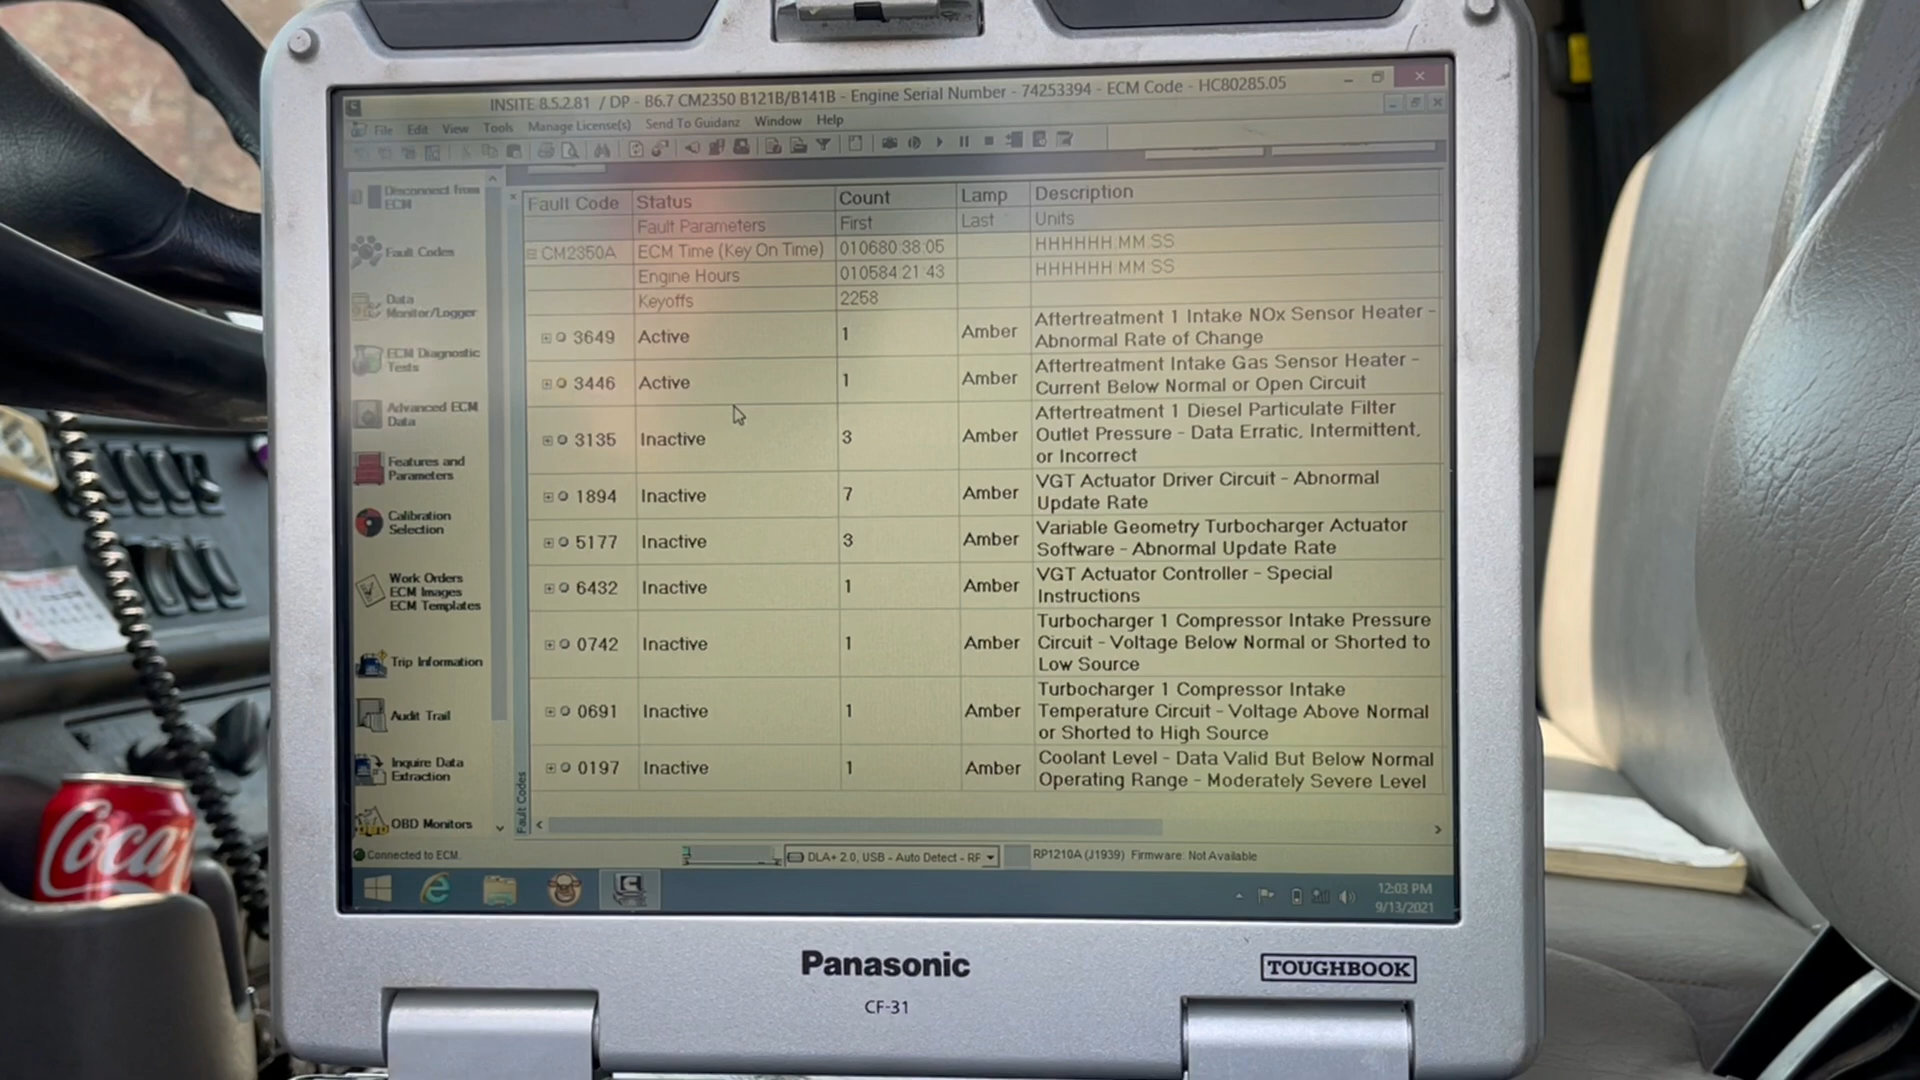 INSITE 8.5.2.81 / DP - B6.7 CM2350 B121B/B141B - Engine Serial Number - 74253394 - ECM Code - HC80285.05
File Edit View Tools Manage License(s) Send To Guidanz Window Help
Disconnect from
ECM
Fault Codes
Data
Monitor/Logger
ECM Diagnostic
Tests
Advanced ECM
Data
Features and
Parameters
Calibration
Selection
Work Orders
ECM Images
ECM Templates
Trip Information
Audit Trail
Inquire Data
Extraction
OBD Monitors
Fault Codes
Fault Code Status Count Lamp Description
Fault Parameters First Last Units
CM2350A ECM Time (Key On Time) 010680:38:05 HHHHHH:MM:SS
Engine Hours 010584:21:43 HHHHHH:MM:SS
Keyoffs 2258
3649 Active 1 Amber Aftertreatment 1 Intake NOx Sensor Heater -
Abnormal Rate of Change
3446 Active 1 Amber Aftertreatment Intake Gas Sensor Heater -
Current Below Normal or Open Circuit
3135 Inactive 3 Amber Aftertreatment 1 Diesel Particulate Filter
Outlet Pressure - Data Erratic, Intermittent,
or Incorrect
1894 Inactive 7 Amber VGT Actuator Driver Circuit - Abnormal
Update Rate
5177 Inactive 3 Amber Variable Geometry Turbocharger Actuator
Software - Abnormal Update Rate
6432 Inactive 1 Amber VGT Actuator Controller - Special
Instructions
0742 Inactive 1 Amber Turbocharger 1 Compressor Intake Pressure
Circuit - Voltage Below Normal or Shorted to
Low Source
0691 Inactive 1 Amber Turbocharger 1 Compressor Intake
Temperature Circuit - Voltage Above Normal
or Shorted to High Source
0197 Inactive 1 Amber Coolant Level - Data Valid But Below Normal
Operating Range - Moderately Severe Level
Connected to ECM.
DLA+ 2.0, USB - Auto Detect - RP
RP1210A (J1939) Firmware: Not Available
12:03 PM
9/13/2021
Panasonic
TOUGHBOOK
CF-31
Coca